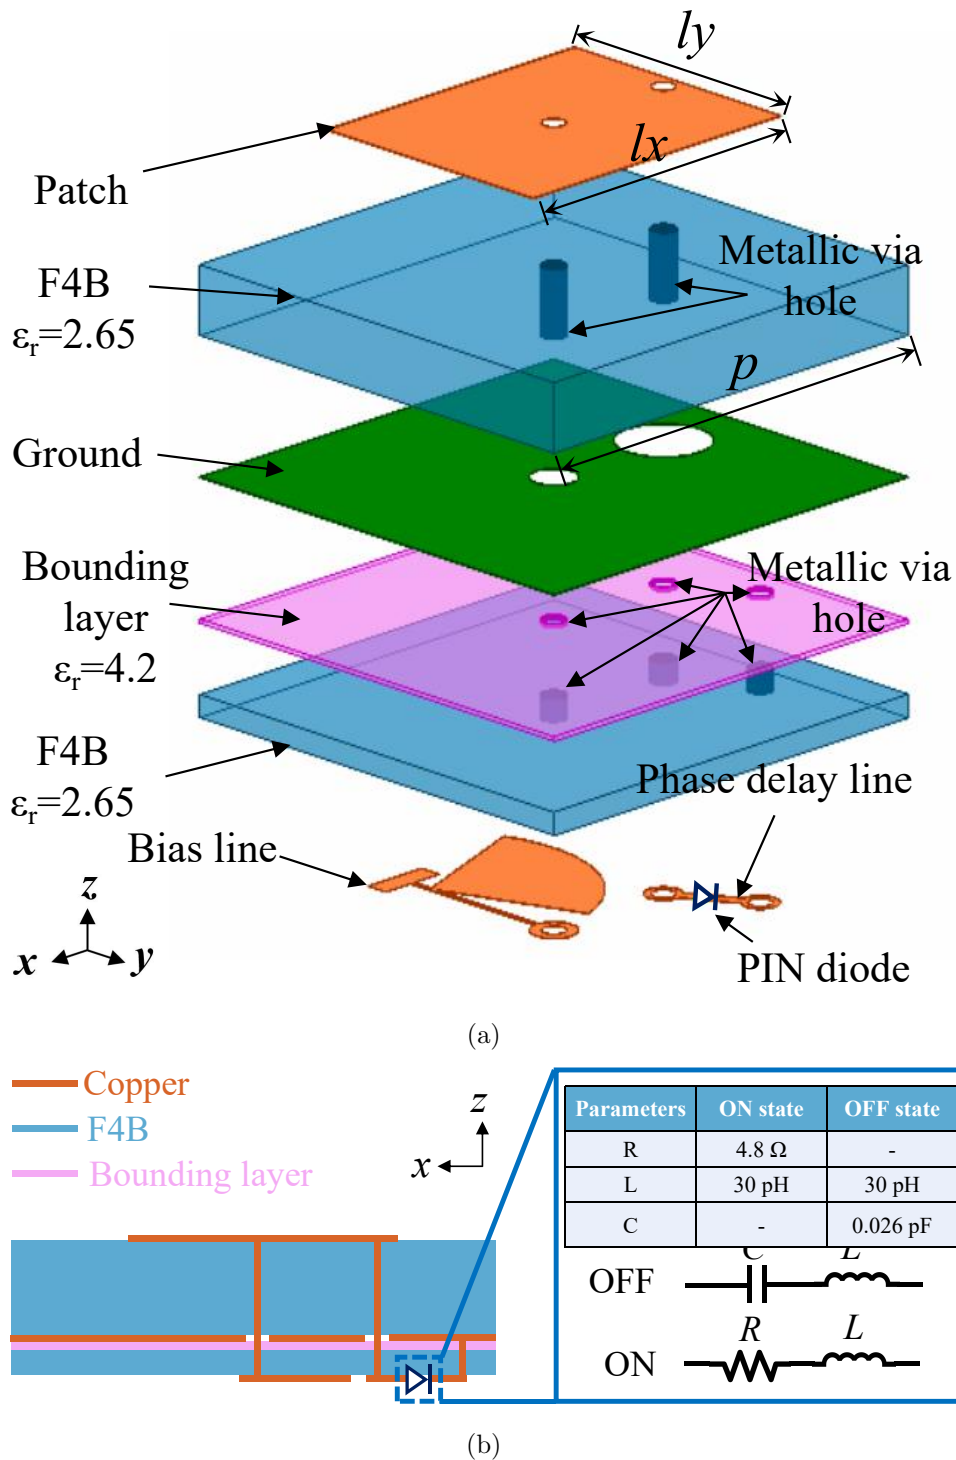 ly
lx
Patch
Metallic via
hole
F4B
εr=2.65
p
Ground
Bounding
layer
εr=4.2
Metallic via
hole
F4B
εr=2.65
Phase delay line
Bias line
z
x
y
PIN diode
(a)
Copper
F4B
Bounding layer
z
x
Parameters ON state OFF state
R 4.8 Ω -
L 30 pH 30 pH
C - 0.026 pF
C L
OFF
R L
ON
(b)